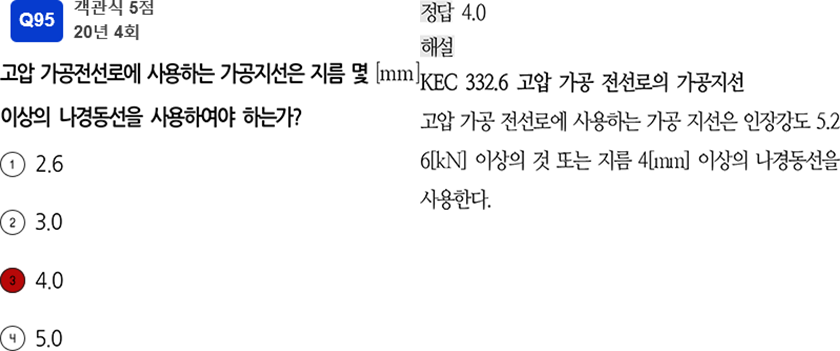 Q95
객관식 5점
20년 4회
고압 가공전선로에 사용하는 가공지선은 지름 몇 [mm]
이상의 나경동선을 사용하여야 하는가?
1 2.6
2 3.0
3 4.0
4 5.0
정답 4.0
해설
KEC 332.6 고압 가공 전선로의 가공지선
고압 가공 전선로에 사용하는 가공 지선은 인장강도 5.2
6[kN] 이상의 것 또는 지름 4[mm] 이상의 나경동선을
사용한다.